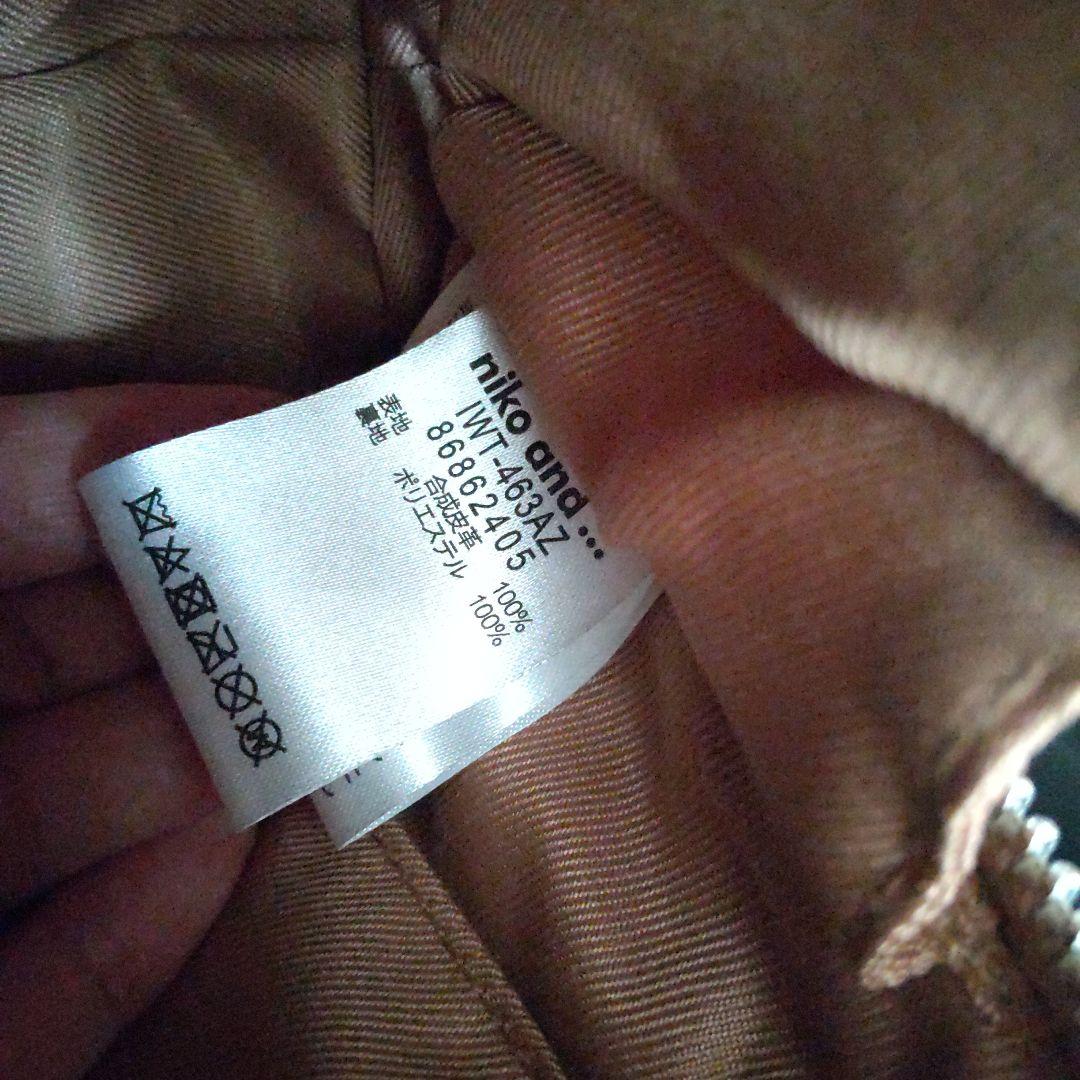 niko and ...
IWT-463AZ
86862405
表地 合成皮革 100%
裏地 ポリエステル 100%